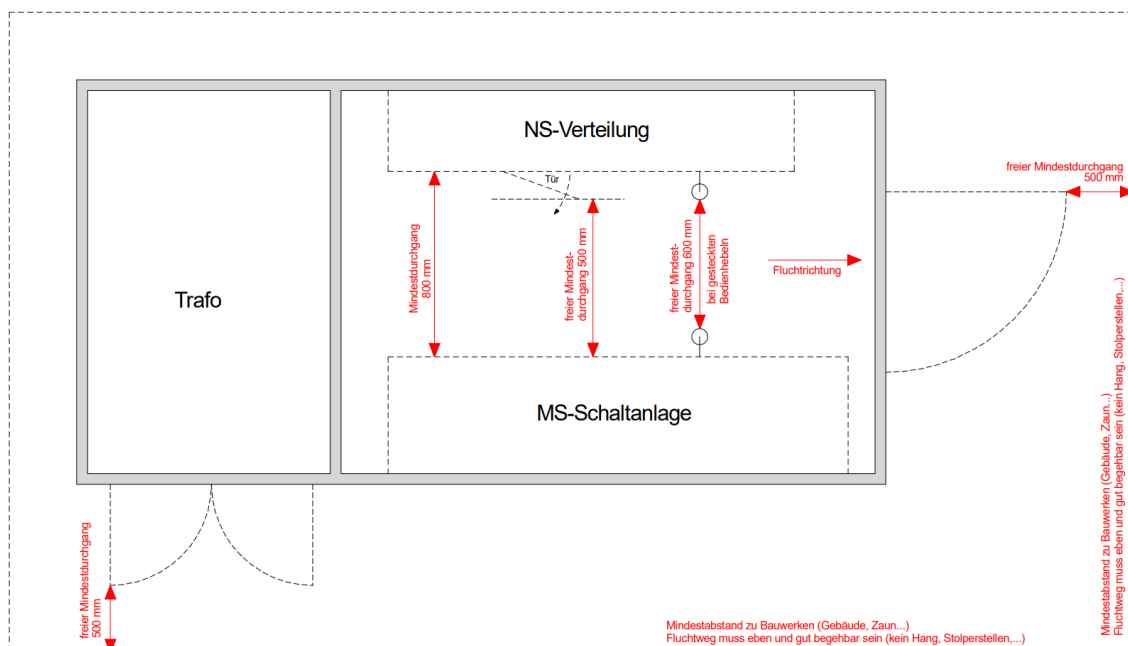 NS-Verteilung
Tür
freier Mindestdurchgang
500 mm
Mindestdurchgang
800 mm
freier Mindest-
durchgang 500 mm
freier Mindest-
durchgang 600 mm
bei gesteckten
Bedienhebeln
Fluchtrichtung
Trafo
MS-Schaltanlage
freier Mindestdurchgang
500 mm
Mindestabstand zu Bauwerken (Gebäude, Zaun...)
Fluchtweg muss eben und gut begehbar sein (kein Hang, Stolperstellen,...)
Mindestabstand zu Bauwerken (Gebäude, Zaun...)
Fluchtweg muss eben und gut begehbar sein (kein Hang, Stolperstellen,...)